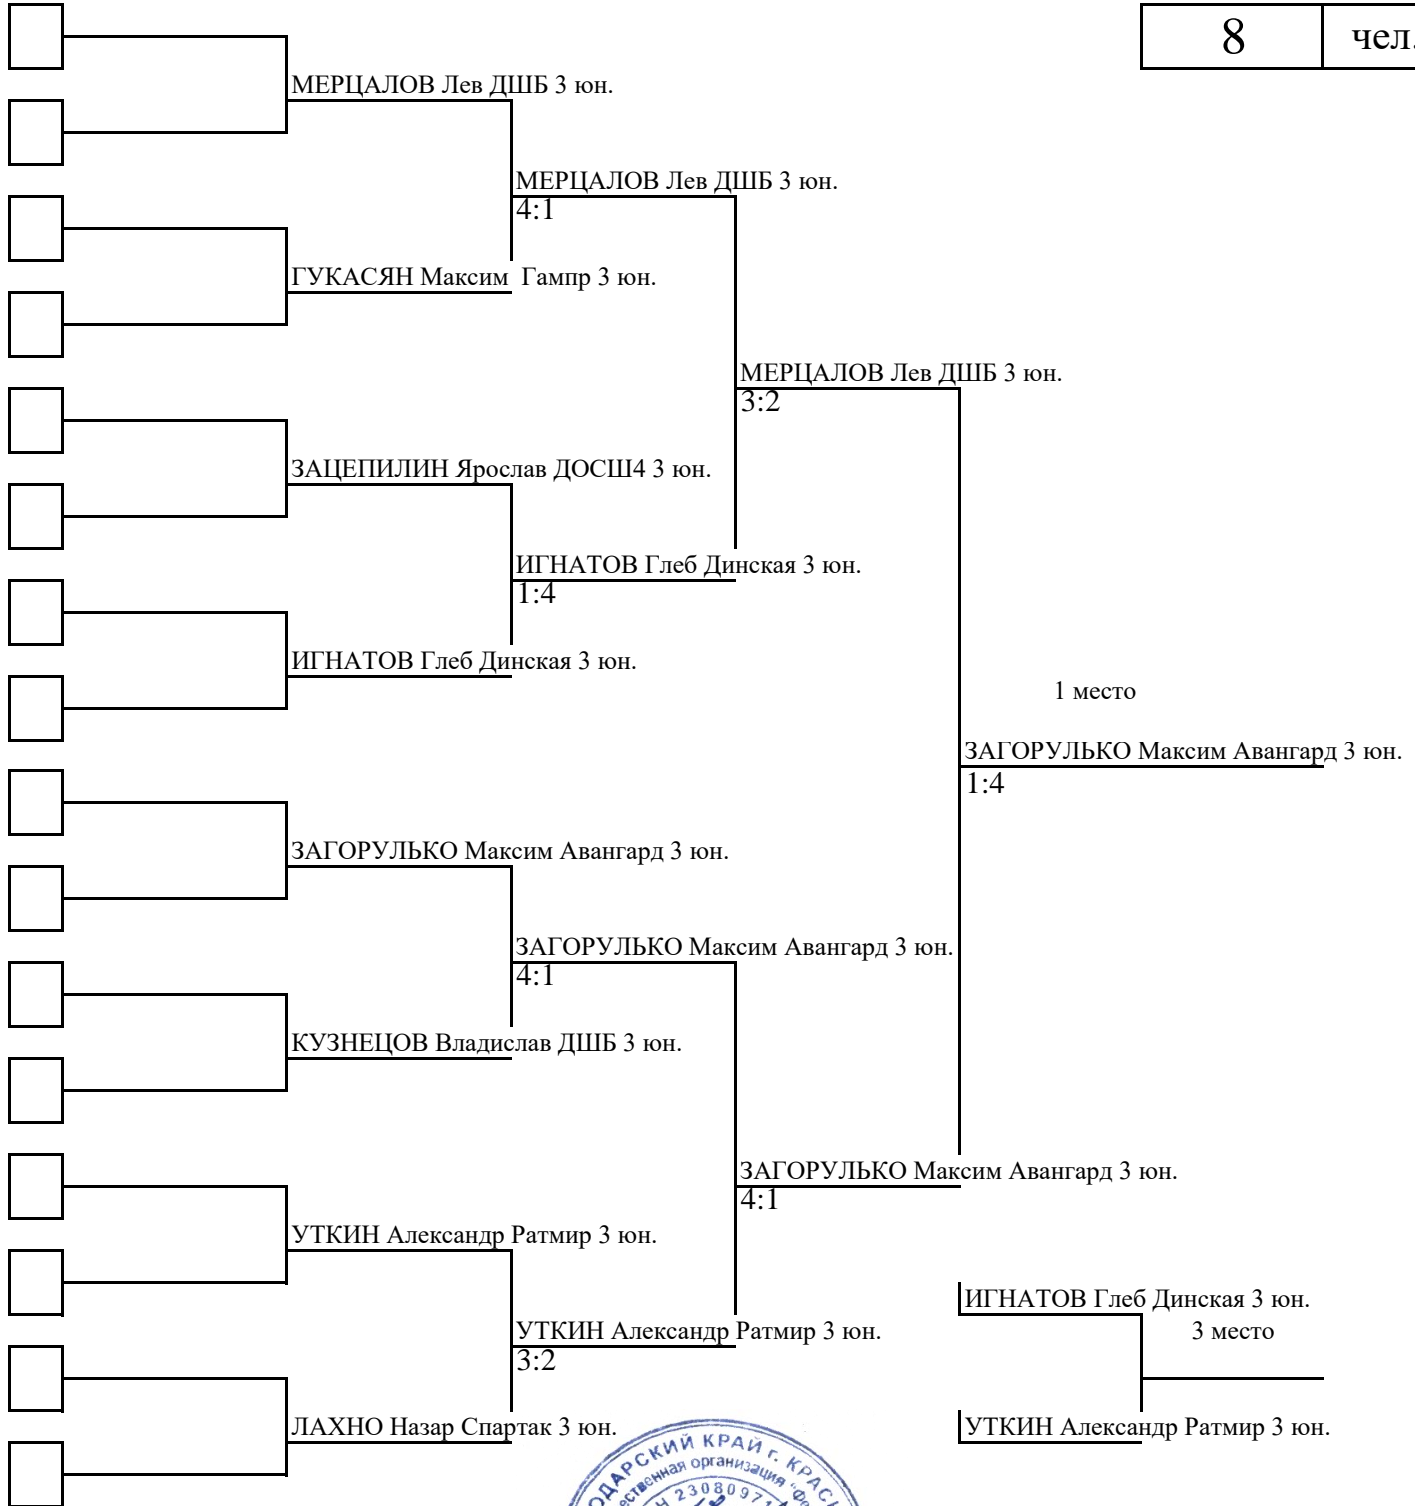 8 чел.
МЕРЦАЛОВ Лев ДШБ 3 юн.
МЕРЦАЛОВ Лев ДШБ 3 юн.
4:1
ГУКАСЯН Максим Гампр 3 юн.
МЕРЦАЛОВ Лев ДШБ 3 юн.
3:2
ЗАЦЕПИЛИН Ярослав ДОСШ4 3 юн.
ИГНАТОВ Глеб Динская 3 юн.
1:4
ИГНАТОВ Глеб Динская 3 юн.
1 место
ЗАГОРУЛЬКО Максим Авангард 3 юн.
1:4
ЗАГОРУЛЬКО Максим Авангард 3 юн.
ЗАГОРУЛЬКО Максим Авангард 3 юн.
4:1
КУЗНЕЦОВ Владислав ДШБ 3 юн.
ЗАГОРУЛЬКО Максим Авангард 3 юн.
4:1
УТКИН Александр Ратмир 3 юн.
ИГНАТОВ Глеб Динская 3 юн.
УТКИН Александр Ратмир 3 юн.
3 место
3:2
ЛАХНО Назар Спартак 3 юн.
УТКИН Александр Ратмир 3 юн.
КРАЙ г.
организация